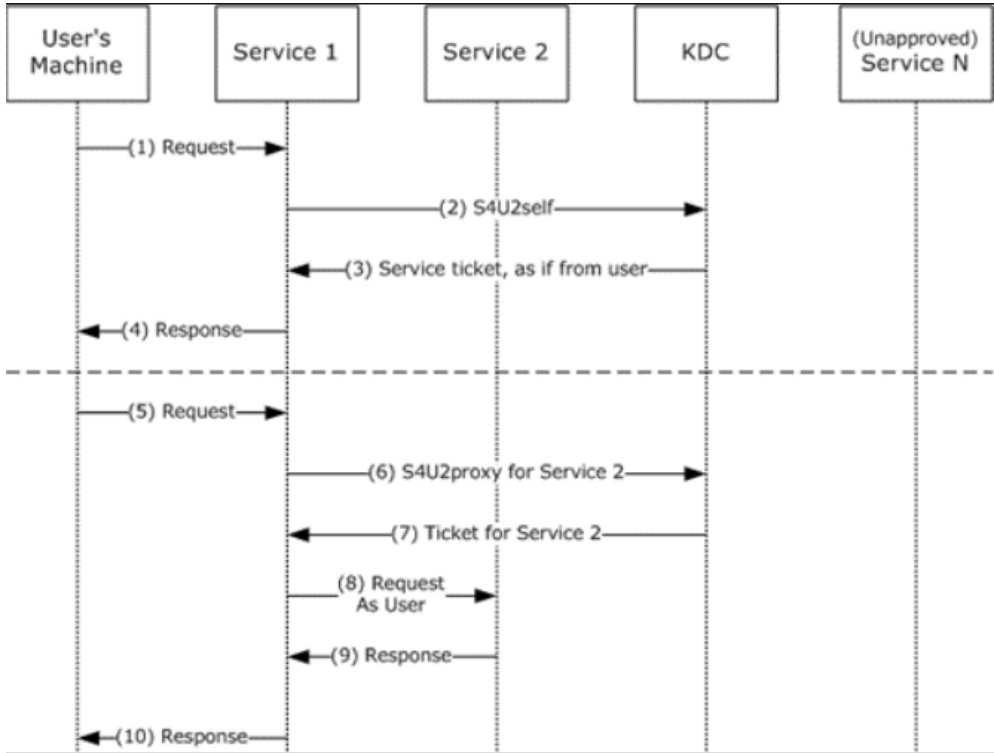 User's
Machine
Service 1
Service 2
KDC
(Unapproved)
Service N
(1) Request
(2) S4U2self
(3) Service ticket, as if from user
(4) Response
(5) Request
(6) S4U2proxy for Service 2
(7) Ticket for Service 2
(8) Request
As User
(9) Response
(10) Response